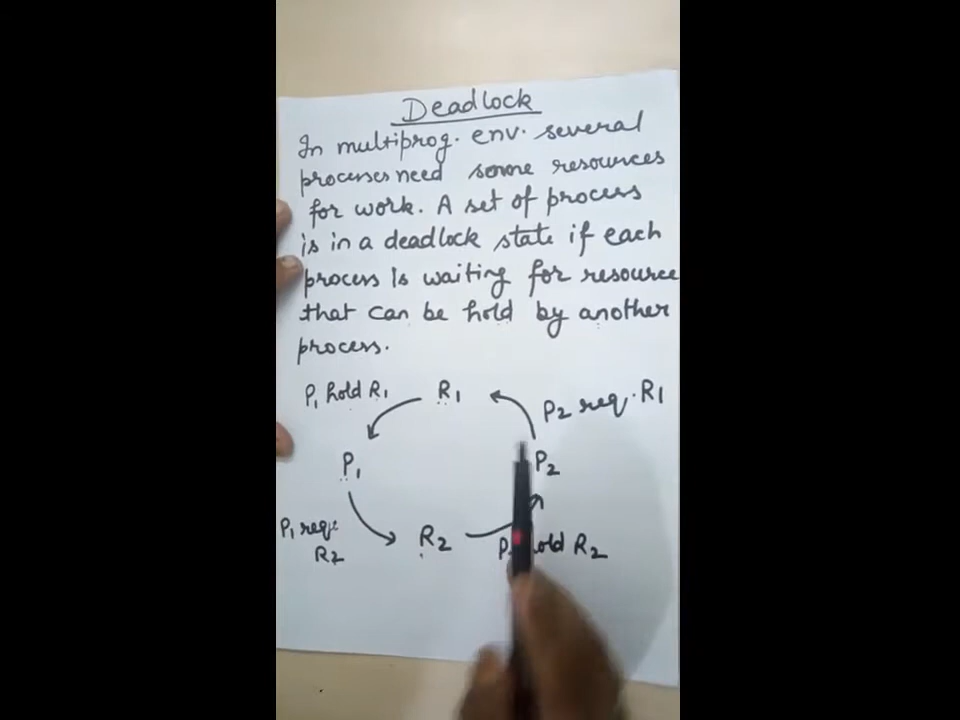 Deadlock
In multiprog. env. several
processes need some resources
for work. A set of process
is in a deadlock state if each
process is waiting for resource
that can be hold by another
process.
P1 hold R1
R1
P2 req. R1
P1
P2
P1 req.
R2
R2
hold R2